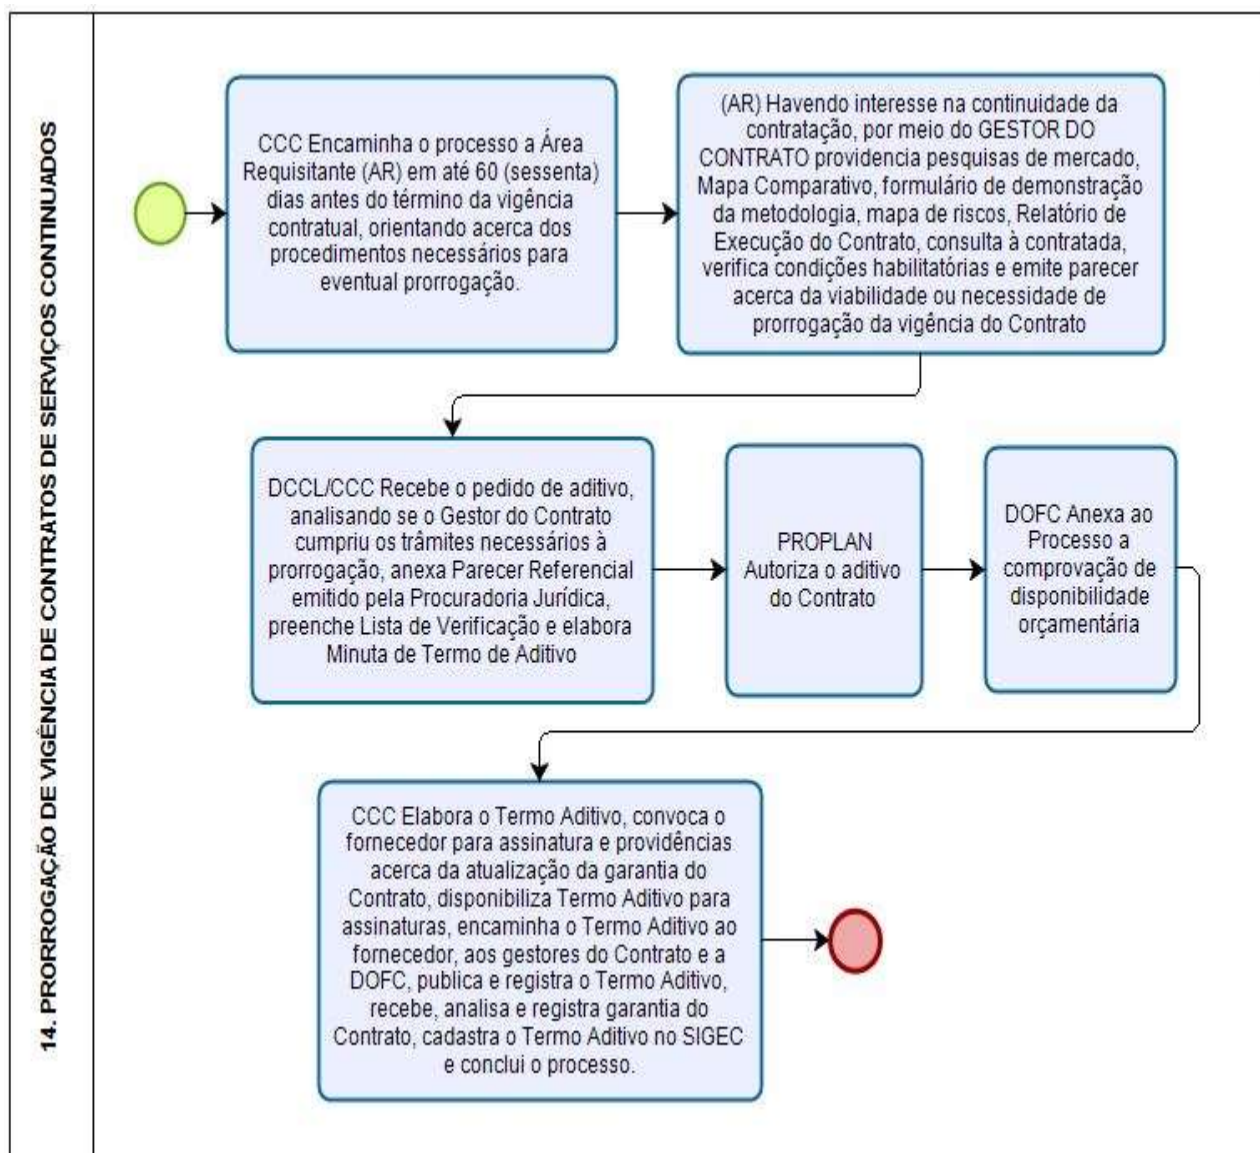 14. PRORROGAÇÃO DE VIGÊNCIA DE CONTRATOS DE SERVIÇOS CONTINUADOS
CCC Encaminha o processo a Área
Requisitante (AR) em até 60 (sessenta)
dias antes do término da vigência
contratual, orientando acerca dos
procedimentos necessários para
eventual prorrogação.
(AR) Havendo interesse na continuidade da
contratação, por meio do GESTOR DO
CONTRATO providencia pesquisas de mercado,
Mapa Comparativo, formulário de demonstração
da metodologia, mapa de riscos, Relatório de
Execução do Contrato, consulta à contratada,
verifica condições habilitatórias e emite parecer
acerca da viabilidade ou necessidade de
prorrogação da vigência do Contrato
DCCL/CCC Recebe o pedido de aditivo,
analisando se o Gestor do Contrato
cumpriu os trâmites necessários à
prorrogação, anexa Parecer Referencial
emitido pela Procuradoria Jurídica,
preenche Lista de Verificação e elabora
Minuta de Termo de Aditivo
PROPLAN
Autoriza o aditivo
do Contrato
DOFC Anexa ao
Processo a
comprovação de
disponibilidade
orçamentária
CCC Elabora o Termo Aditivo, convoca o
fornecedor para assinatura e providências
acerca da atualização da garantia do
Contrato, disponibiliza Termo Aditivo para
assinaturas, encaminha o Termo Aditivo ao
fornecedor, aos gestores do Contrato e a
DOFC, publica e registra o Termo Aditivo,
recebe, analisa e registra garantia do
Contrato, cadastra o Termo Aditivo no SIGEC
e conclui o processo.